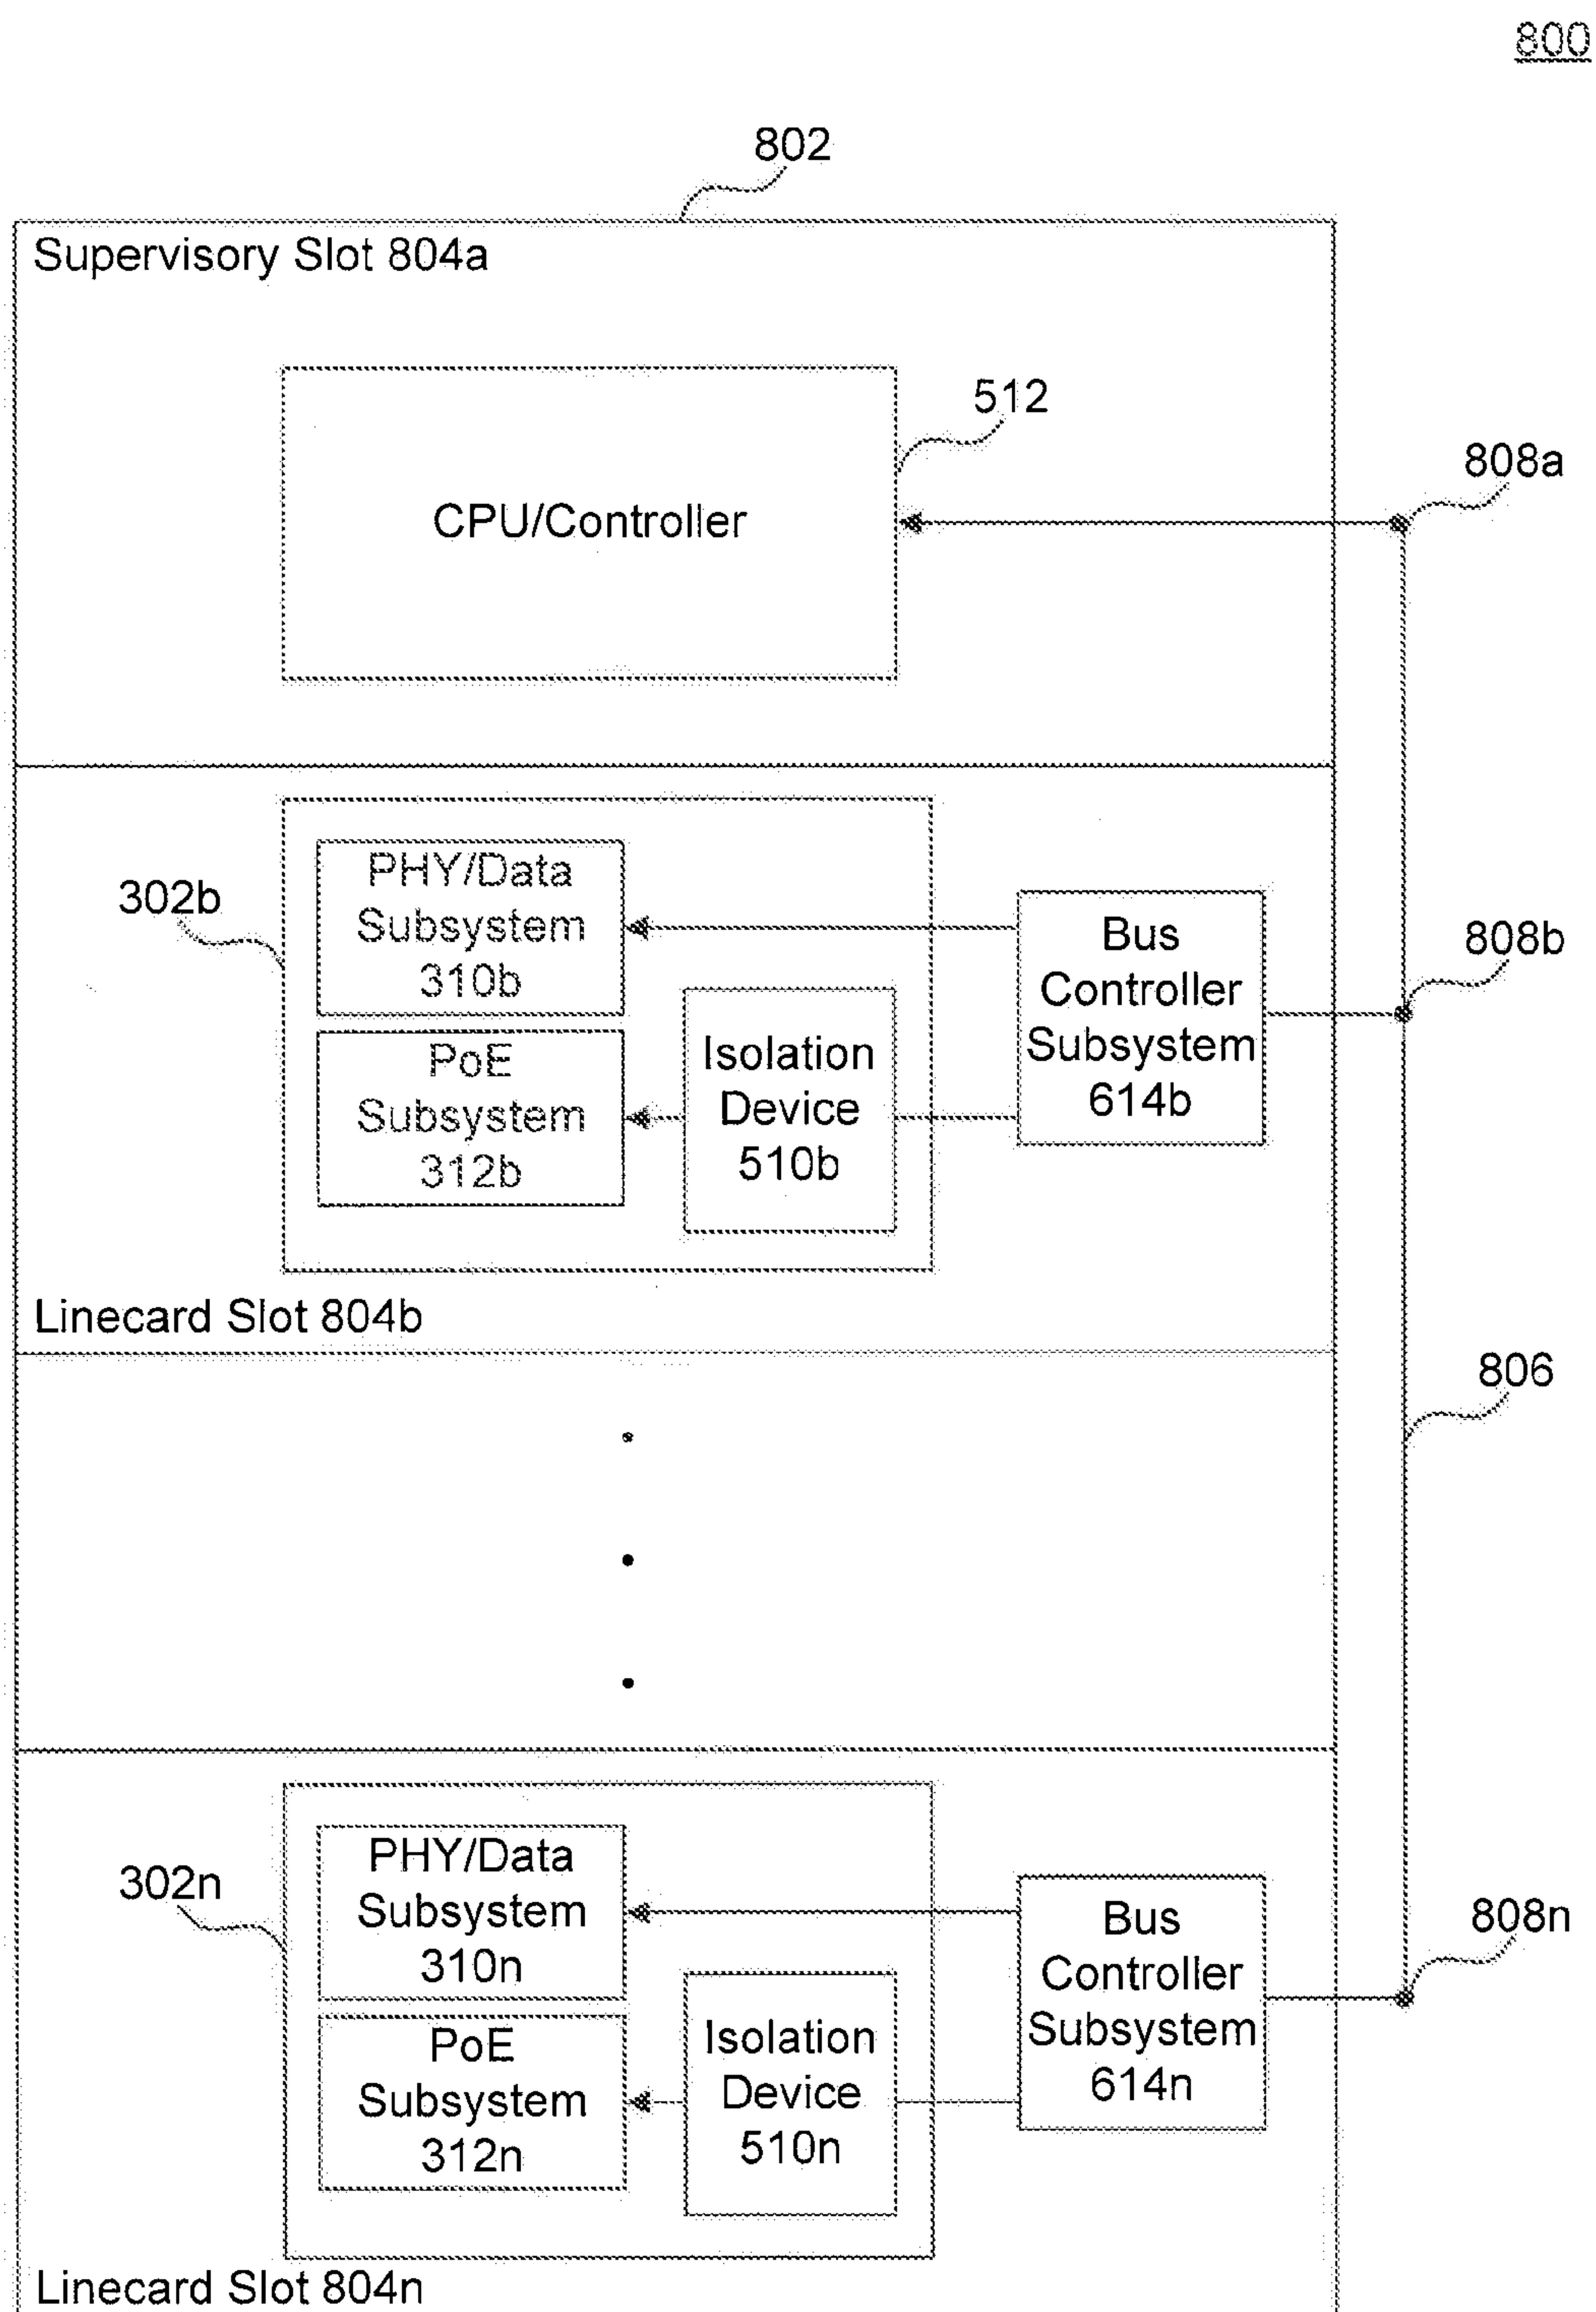 800
802
Supervisory Slot 804a
512
CPU/Controller
808a
302b
PHY/Data
Subsystem
310b
PoE
Subsystem
312b
Isolation
Device
510b
Bus
Controller
Subsystem
614b
808b
Linecard Slot 804b
806
302n
PHY/Data
Subsystem
310n
PoE
Subsystem
312n
Isolation
Device
510n
Bus
Controller
Subsystem
614n
808n
Linecard Slot 804n